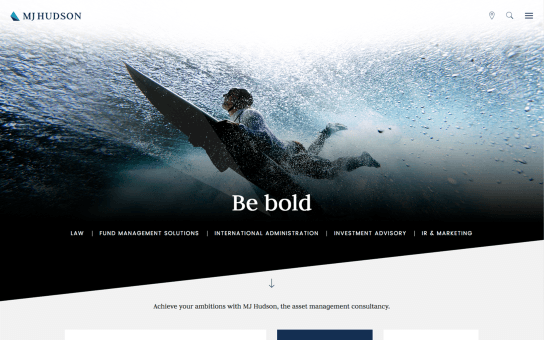 MJ HUDSON
Be bold
LAW | FUND MANAGEMENT SOLUTIONS | INTERNATIONAL ADMINISTRATION | INVESTMENT ADVISORY | IR & MARKETING
Achieve your ambitions with MJ Hudson, the asset management consultancy.